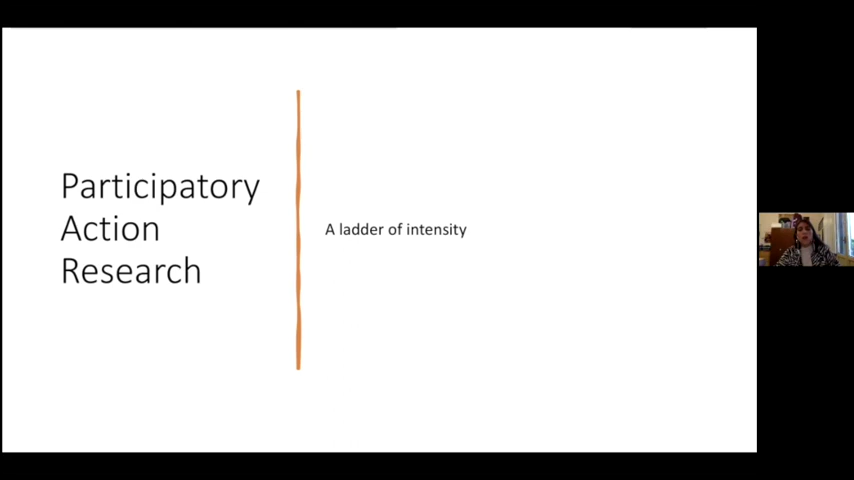 Participatory
Action
Research
A ladder of intensity